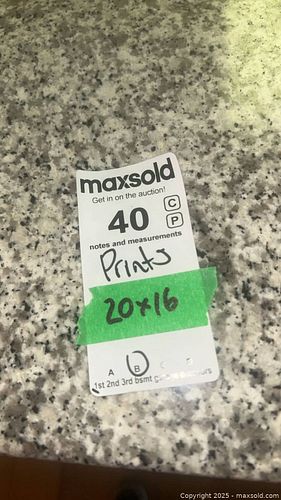 maxsold
Get in on the auction!
40
C
P
notes and measurements
Prints
20x16
A B C D
1st 2nd 3rd bsmt
Copyright © 2025 - maxsold.com